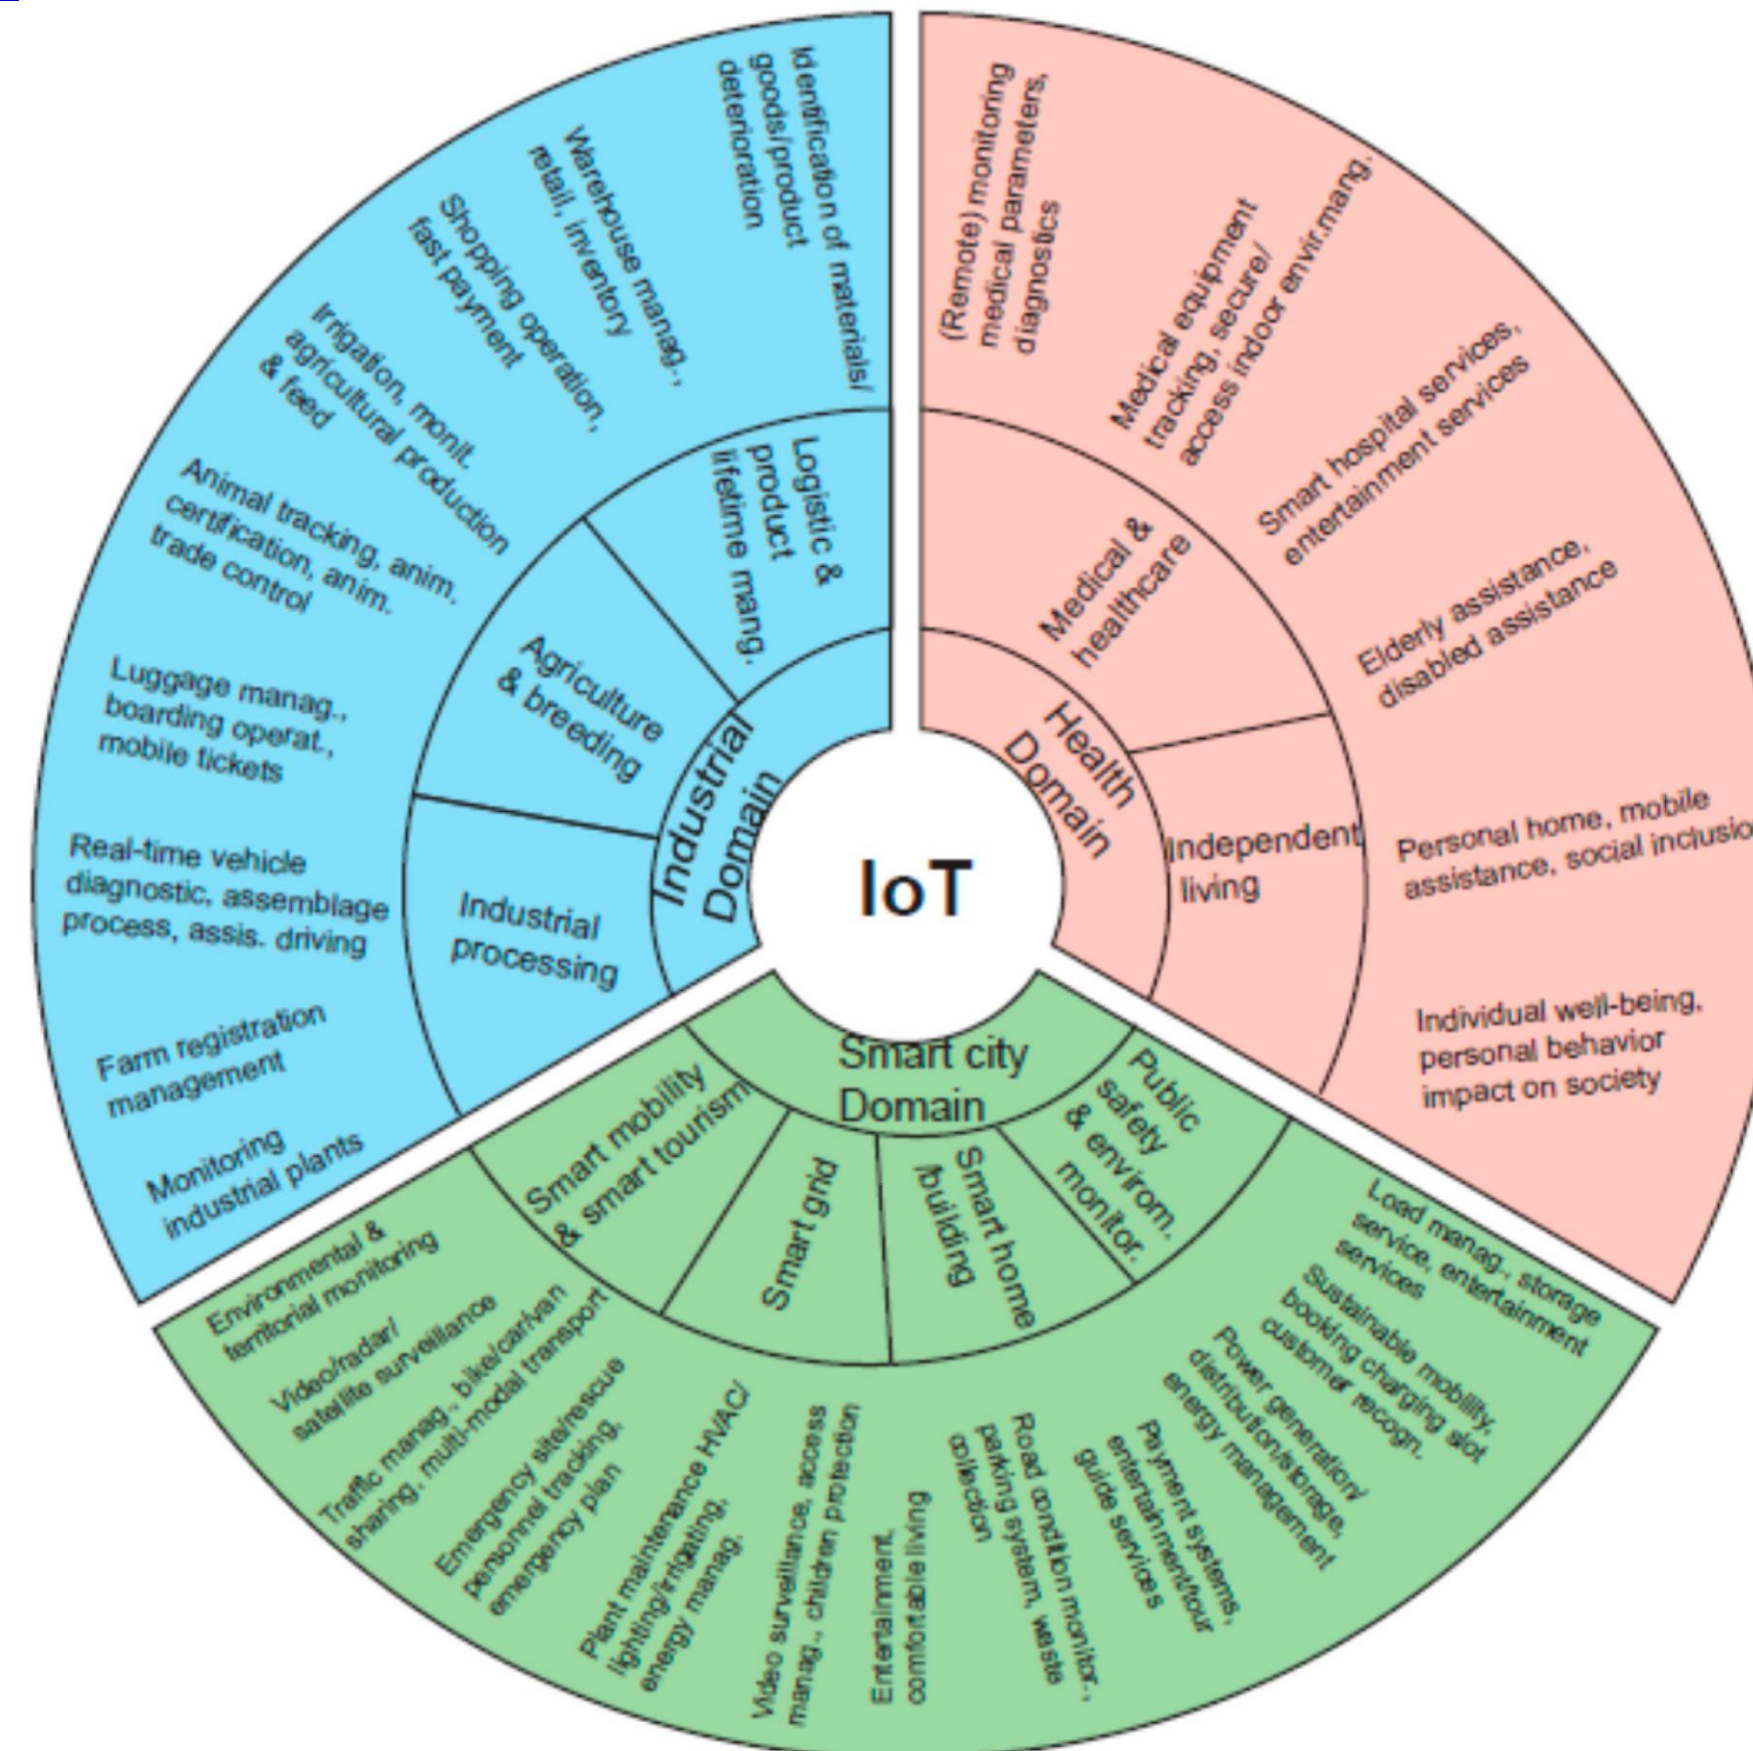 IoT
Industrial
Domain
Logistic &
product
lifetime mang.
Agriculture
& breeding
Industrial
processing
Identification of materials/
goods/product
deterioration
Warehouse manag.,
retail, inventory
Shopping operation,
fast payment
Irrigation, monit.
agricultural production
& feed
Animal tracking, anim.
certification, anim.
trade control
Luggage manag.,
boarding operat.,
mobile tickets
Real-time vehicle
diagnostic, assemblage
process, assis. driving
Farm registration
management
Monitoring
industrial plants
Health
Domain
Medical &
healthcare
Independent
living
(Remote) monitoring
medical parameters,
diagnostics
Medical equipment
tracking, secure/
access indoor envir.mang.
Smart hospital services,
entertainment services
Elderly assistance,
disabled assistance
Personal home, mobile
assistance, social inclusio
Individual well-being,
personal behavior
impact on society
Smart city
Domain
Smart mobility
& smart tourism
Smart grid
Smart home
/building
Public
safety
& environ.
monitor.
Environmental &
territorial monitoring
Video/radar/
satellite surveillance
Traffic manag., bike/car/van
sharing, multi-modal transport
Emergency site/rescue
personnel tracking,
emergency plan
Plant maintenance HVAC/
lighting/irrigating,
energy manag.
Video surveillance, access
manag., children protection
Entertainment,
comfortable living
Road condition monitor.,
parking system, waste
collection
Payment systems,
entertainment/tour
guide services
Power generation/
distribution/storage,
energy management
Sustainable mobility,
booking charging slot
customer recogn.
Load manag., storage
service, entertainment
services